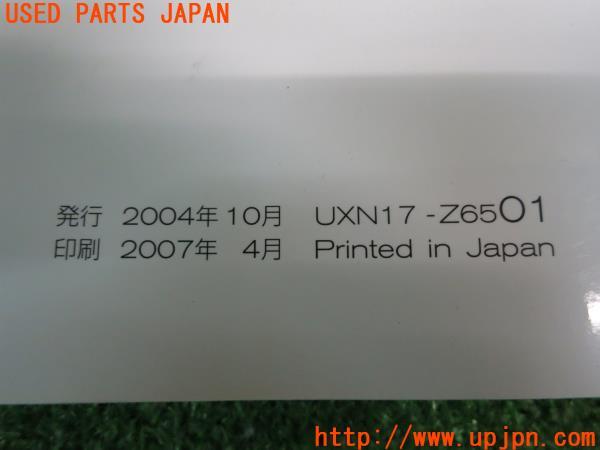 USED PARTS JAPAN
発行 2004年10月 UXN17-Z6501
印刷 2007年 4月 Printed in Japan
http://www.upjpn.com/